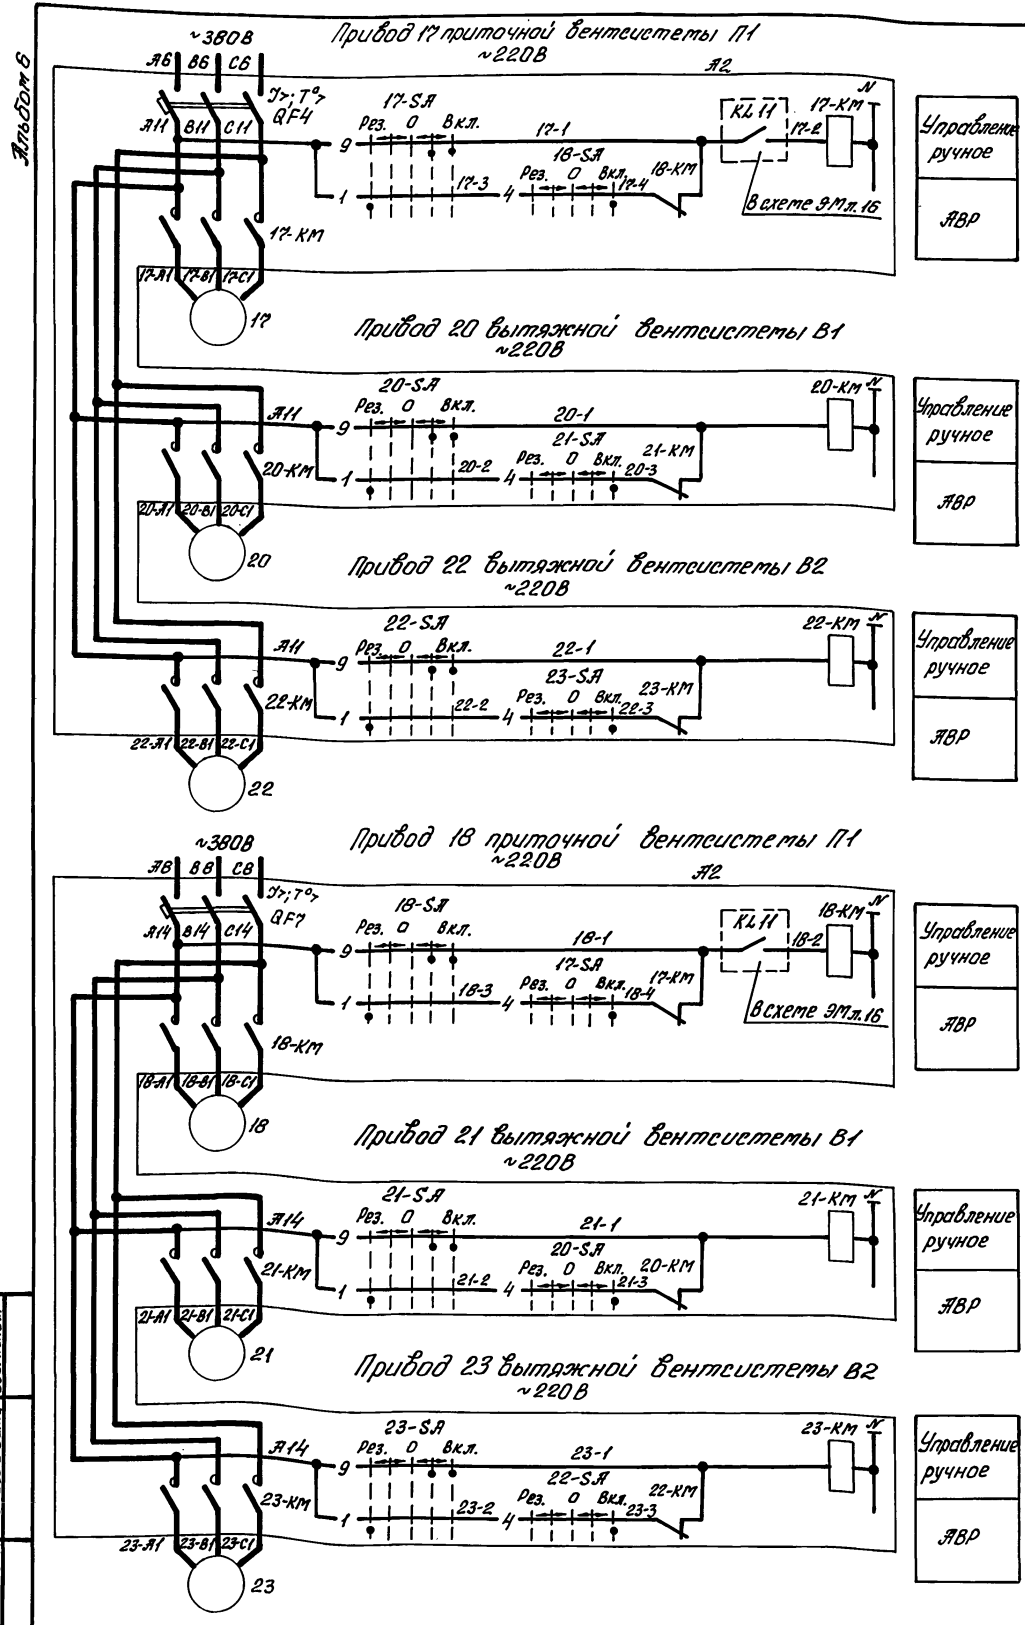 Альбом 6
Привод 17 приточной вентсистемы П1
~380В
~220В
А6 В6 С6
А2
N
I>; T°>
QF4
17-SA
KL11
17-КМ
А11 В11 С11
Рез. 0 Вкл.
9
17-1
17-2
18-SA
18-КМ
Рез. 0 Вкл.
1
17-3
4
17-4
В схеме ЭМ л.16
17-КМ
17-А1 17-В1 17-С1
17
Управление ручное
АВР
Привод 20 вытяжной вентсистемы В1
~220В
20-SA
20-КМ
N
Рез. 0 Вкл.
А11
9
20-1
21-SA
21-КМ
Рез. 0 Вкл.
1
20-2
4
20-3
20-КМ
20-А1 20-В1 20-С1
20
Управление ручное
АВР
Привод 22 вытяжной вентсистемы В2
~220В
22-SA
22-КМ
N
Рез. 0 Вкл.
А11
9
22-1
23-SA
23-КМ
Рез. 0 Вкл.
1
22-2
4
22-3
22-КМ
22-А1 22-В1 22-С1
22
Управление ручное
АВР
Привод 18 приточной вентсистемы П1
~380В
~220В
А8 В8 С8
А2
N
I>; T°>
QF7
18-SA
KL11
18-КМ
А14 В14 С14
Рез. 0 Вкл.
9
18-1
18-2
17-SA
17-КМ
Рез. 0 Вкл.
1
18-3
4
18-4
В схеме ЭМ л.16
18-КМ
18-А1 18-В1 18-С1
18
Управление ручное
АВР
Привод 21 вытяжной вентсистемы В1
~220В
21-SA
21-КМ
N
Рез. 0 Вкл.
А14
9
21-1
20-SA
20-КМ
Рез. 0 Вкл.
1
21-2
4
21-3
21-КМ
21-А1 21-В1 21-С1
21
Управление ручное
АВР
Привод 23 вытяжной вентсистемы В2
~220В
23-SA
23-КМ
N
Рез. 0 Вкл.
А14
9
23-1
22-SA
22-КМ
Рез. 0 Вкл.
1
23-2
4
23-3
23-КМ
23-А1 23-В1 23-С1
23
Управление ручное
АВР